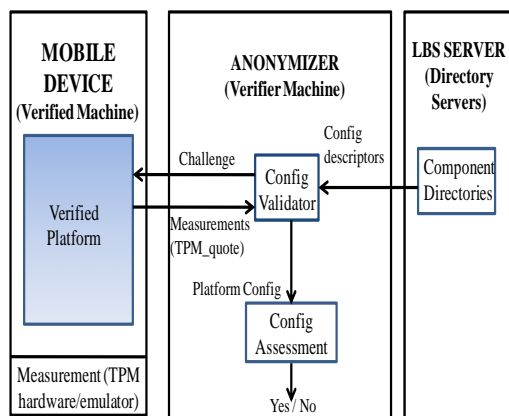 MOBILE
DEVICE
(Verified Machine)
Verified
Platform
Measurement (TPM
hardware/emulator)
ANONYMIZER
(Verifier Machine)
Challenge
Measurements
(TPM_quote)
Config
descriptors
Config
Validator
Platform Config
Config
Assessment
Yes / No
LBS SERVER
(Directory
Servers)
Component
Directories